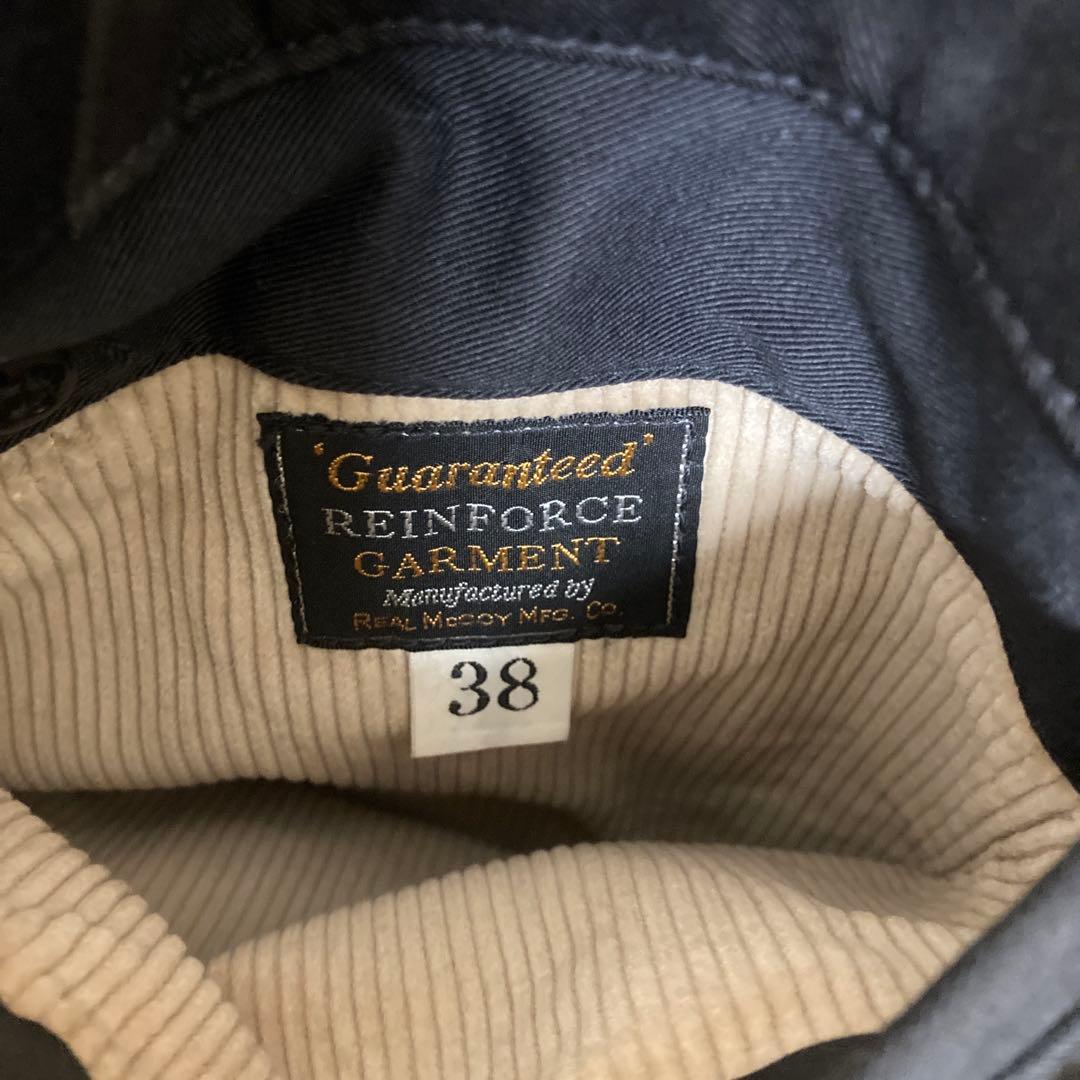 'Guaranteed'
REINFORCE
GARMENT
Manufactured by
REAL McCOY MFG. CO.
38